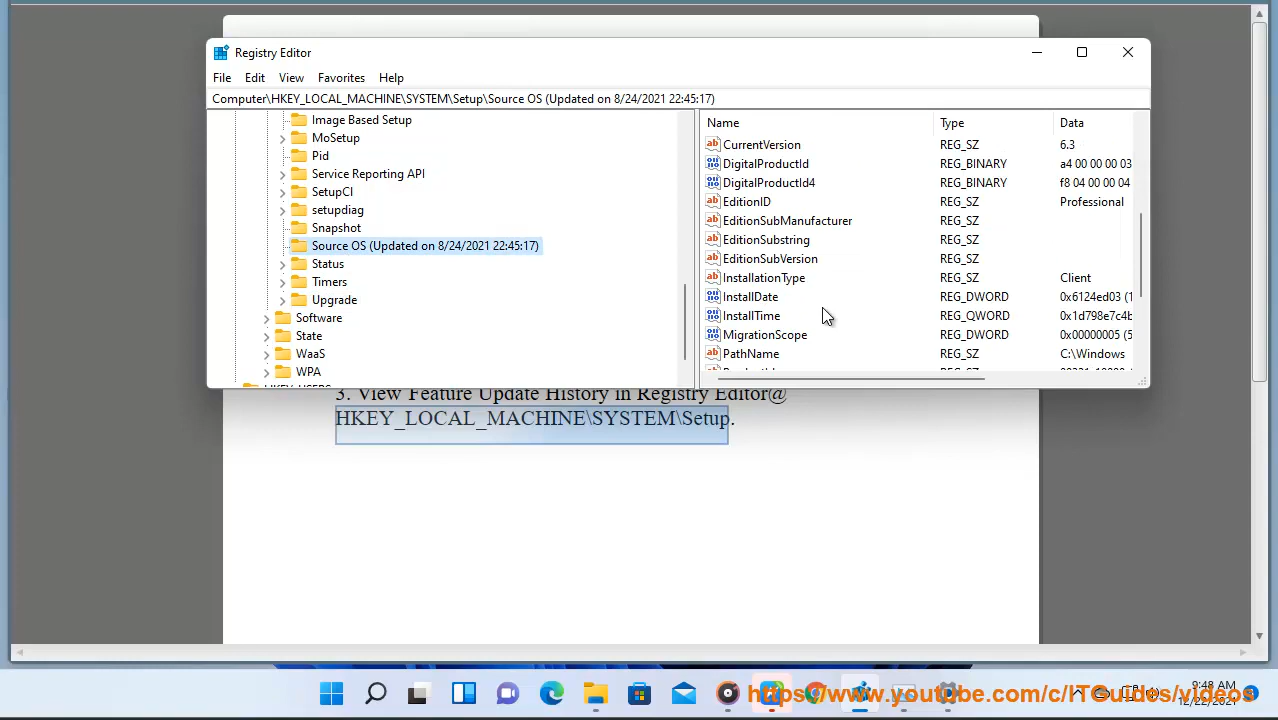 Registry Editor
File Edit View Favorites Help
Computer\HKEY_LOCAL_MACHINE\SYSTEM\Setup\Source OS (Updated on 8/24/2021 22:45:17)
Image Based Setup
MoSetup
Pid
Service Reporting API
SetupCl
setupdiag
Snapshot
Source OS (Updated on 8/24/2021 22:45:17)
Status
Timers
Upgrade
Software
State
WaaS
WPA
Name Type Data
CurrentVersion REG_SZ 6.3
DigitalProductId REG_BINARY a4 00 00 00 03
DigitalProductId4 REG_BINARY f8 04 00 00 04
EditionID REG_SZ Professional
EditionSubManufacturer REG_SZ
EditionSubstring REG_SZ
EditionSubVersion REG_SZ
InstallationType REG_SZ Client
InstallDate REG_DWORD 0x6124ed03 (1
InstallTime REG_QWORD 0x1d798e7c4b
MigrationScope REG_DWORD 0x00000005 (5
PathName REG_SZ C:\Windows
3. View Feature Update History in Registry Editor@
HKEY_LOCAL_MACHINE\SYSTEM\Setup.
https://www.youtube.com/c/ITGuides/videos
9:48 AM
12/22/2021